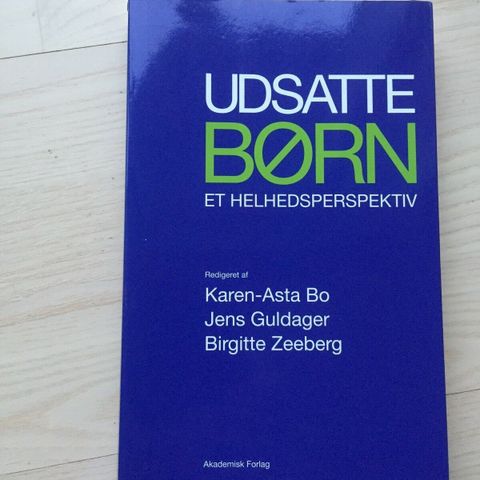 UDSATTE
BØRN
ET HELHEDSPERSPEKTIV
Redigeret af
Karen-Asta Bo
Jens Guldager
Birgitte Zeeberg
Akademisk Forlag